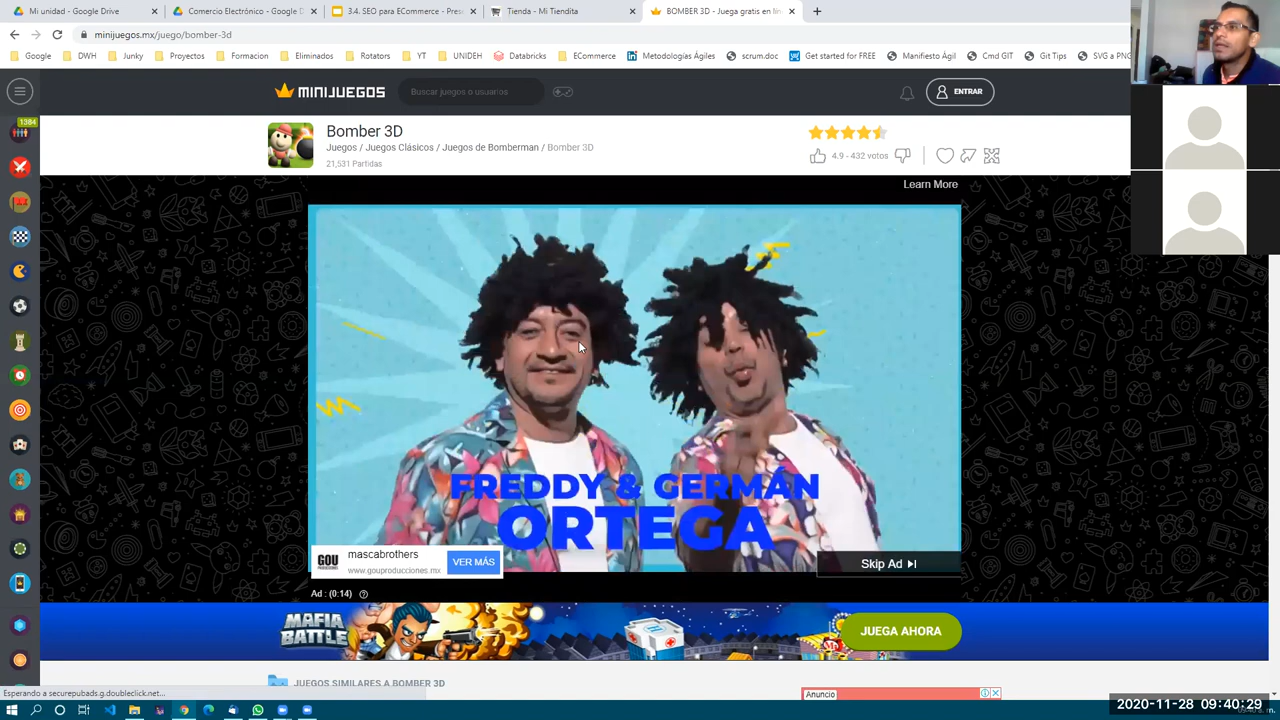 Mi unidad - Google Drive
Comercio Electrónico - Google D
3.4. SEO para ECommerce - Prese
Tienda - Mi Tiendita
BOMBER 3D - Juega gratis en lín
minijuegos.mx/juego/bomber-3d
Google
DWH
Junky
Proyectos
Formacion
Eliminados
Rotators
YT
UNIDEH
Databricks
ECommerce
Metodologías Ágiles
scrum.doc
Get started for FREE
Manifiesto Ágil
Cmd GIT
Git Tips
SVG a PNG
MINIJUEGOS
Buscar juegos o usuarios
ENTRAR
1384
Bomber 3D
Juegos / Juegos Clásicos / Juegos de Bomberman / Bomber 3D
21,531 Partidas
4.9 - 432 votos
Learn More
FREDDY & GERMÁN
ORTEGA
GOU
mascabrothers
www.gouproducciones.mx
VER MÁS
Skip Ad
Ad : (0:14)
MAFIA
BATTLE
JUEGA AHORA
JUEGOS SIMILARES A BOMBER 3D
Anuncio
Esperando a securepubads.g.doubleclick.net...
2020-11-28 09:40:29